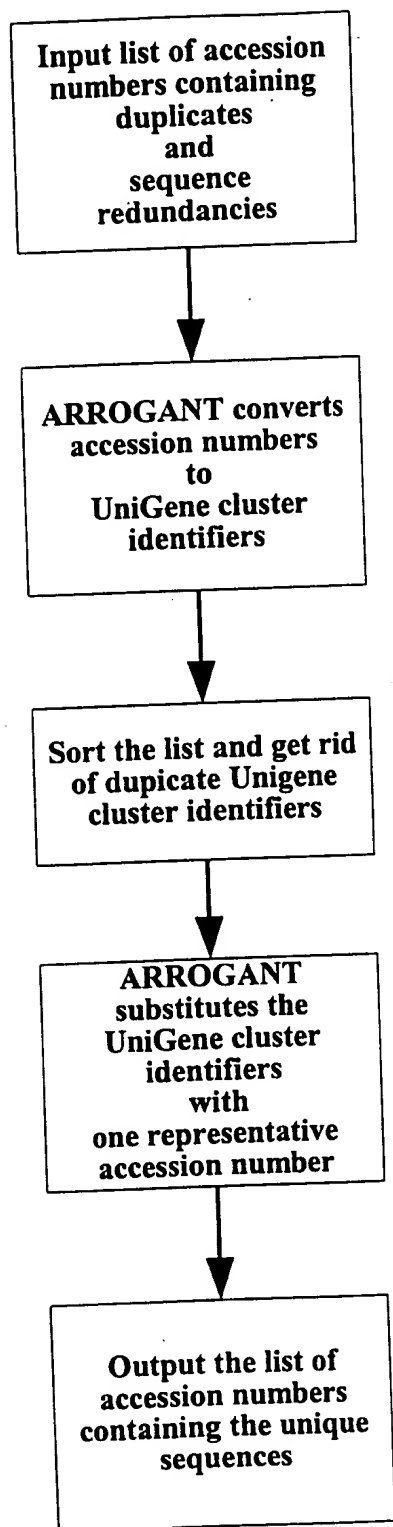 Input list of accession
numbers containing
duplicates
and
sequence
redundancies
ARROGANT converts
accession numbers
to
UniGene cluster
identifiers
Sort the list and get rid
of dupicate Unigene
cluster identifiers
ARROGANT
substitutes the
UniGene cluster
identifiers
with
one representative
accession number
Output the list of
accession numbers
containing the unique
sequences